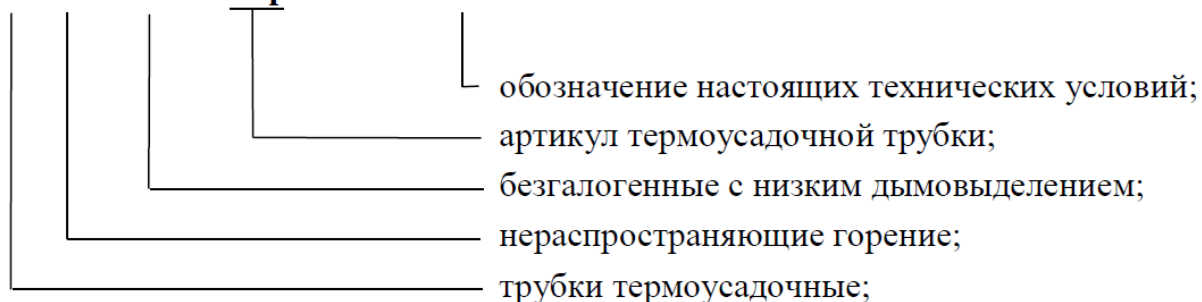 обозначение настоящих технических условий;
артикул термоусадочной трубки;
безгалогенные с низким дымовыделением;
нераспространяющие горение;
трубки термоусадочные;